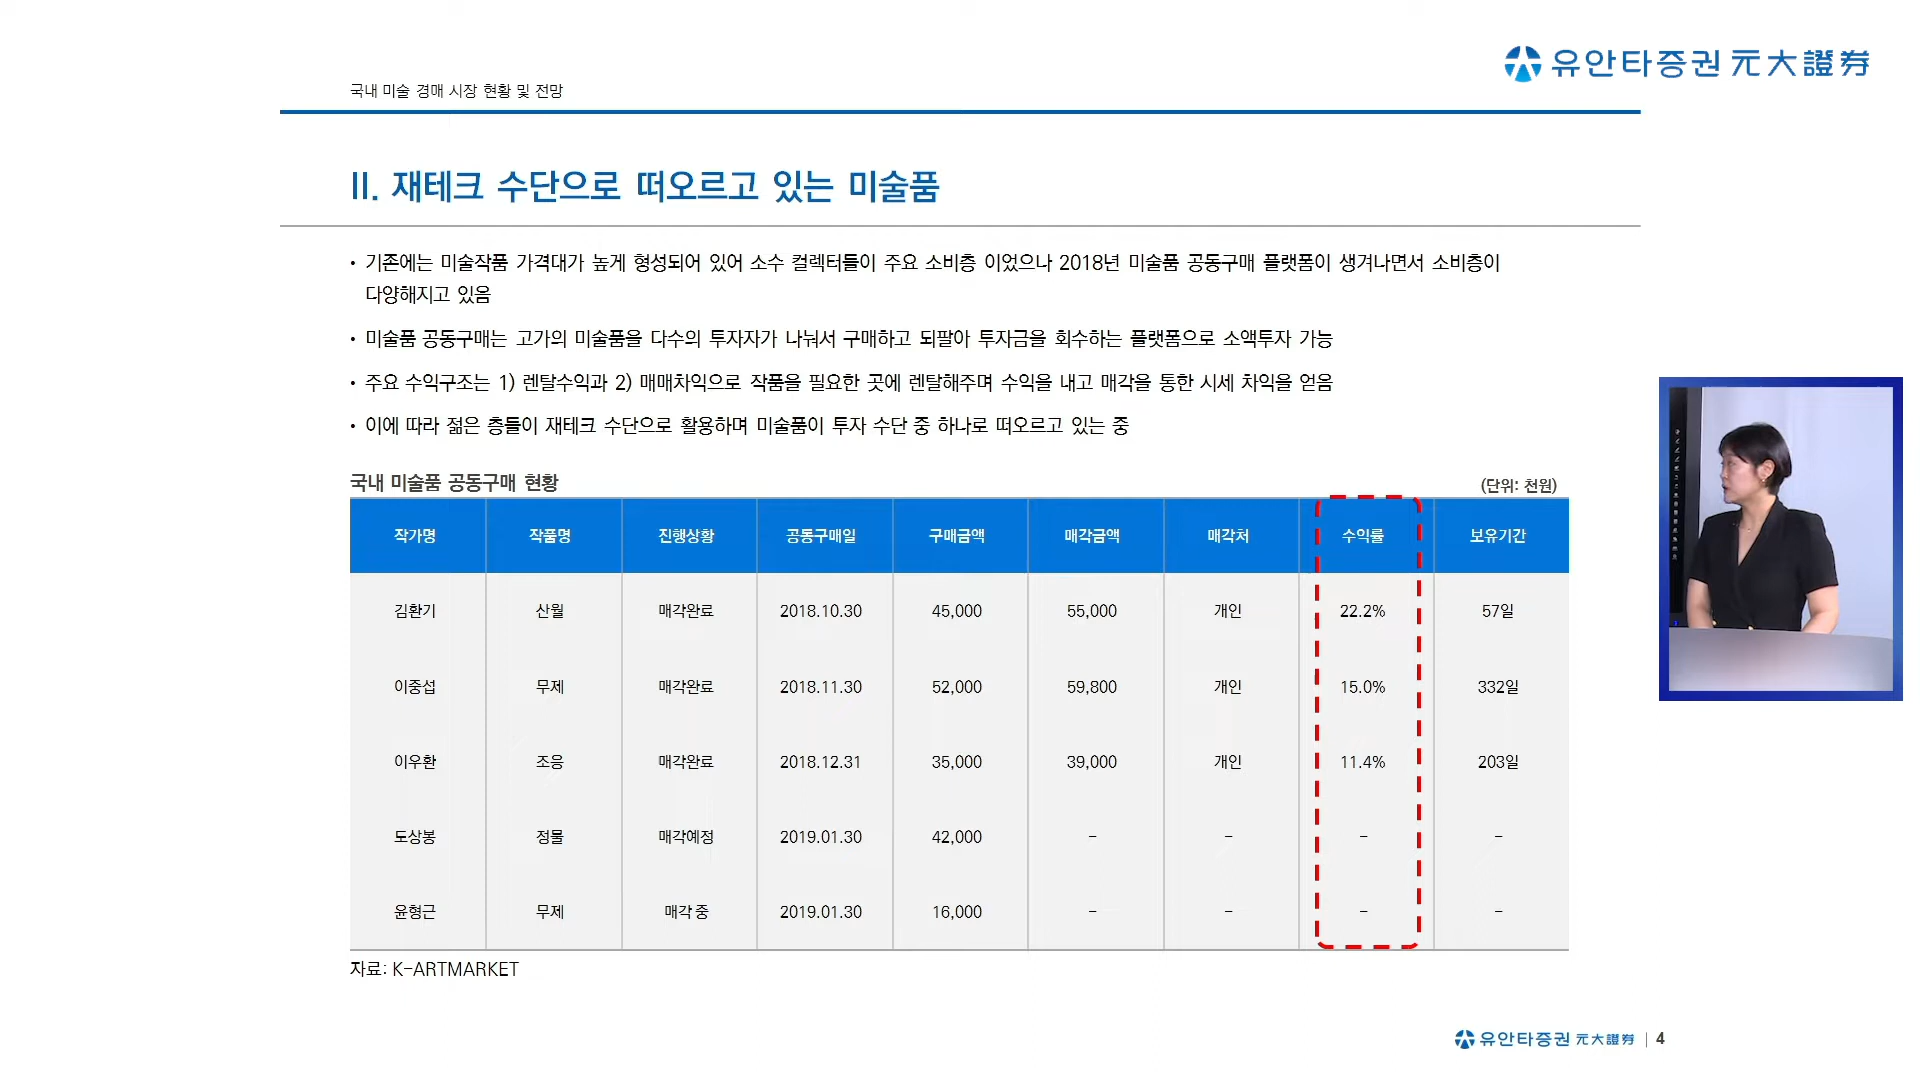 유안타증권 元大證券
국내 미술 경매 시장 현황 및 전망
II. 재테크 수단으로 떠오르고 있는 미술품
• 기존에는 미술작품 가격대가 높게 형성되어 있어 소수 컬렉터들이 주요 소비층 이었으나 2018년 미술품 공동구매 플랫폼이 생겨나면서 소비층이
다양해지고 있음
• 미술품 공동구매는 고가의 미술품을 다수의 투자자가 나눠서 구매하고 되팔아 투자금을 회수하는 플랫폼으로 소액투자 가능
• 주요 수익구조는 1) 렌탈수익과 2) 매매차익으로 작품을 필요한 곳에 렌탈해주며 수익을 내고 매각을 통한 시세 차익을 얻음
• 이에 따라 젊은 층들이 재테크 수단으로 활용하며 미술품이 투자 수단 중 하나로 떠오르고 있는 중
국내 미술품 공동구매 현황 (단위: 천원)
작가명 작품명 진행상황 공동구매일 구매금액 매각금액 매각처 수익률 보유기간
김환기 산월 매각완료 2018.10.30 45,000 55,000 개인 22.2% 57일
이중섭 무제 매각완료 2018.11.30 52,000 59,800 개인 15.0% 332일
이우환 조응 매각완료 2018.12.31 35,000 39,000 개인 11.4% 203일
도상봉 정물 매각예정 2019.01.30 42,000 - - - -
윤형근 무제 매각 중 2019.01.30 16,000 - - - -
자료: K-ARTMARKET
유안타증권 元大證券 | 4